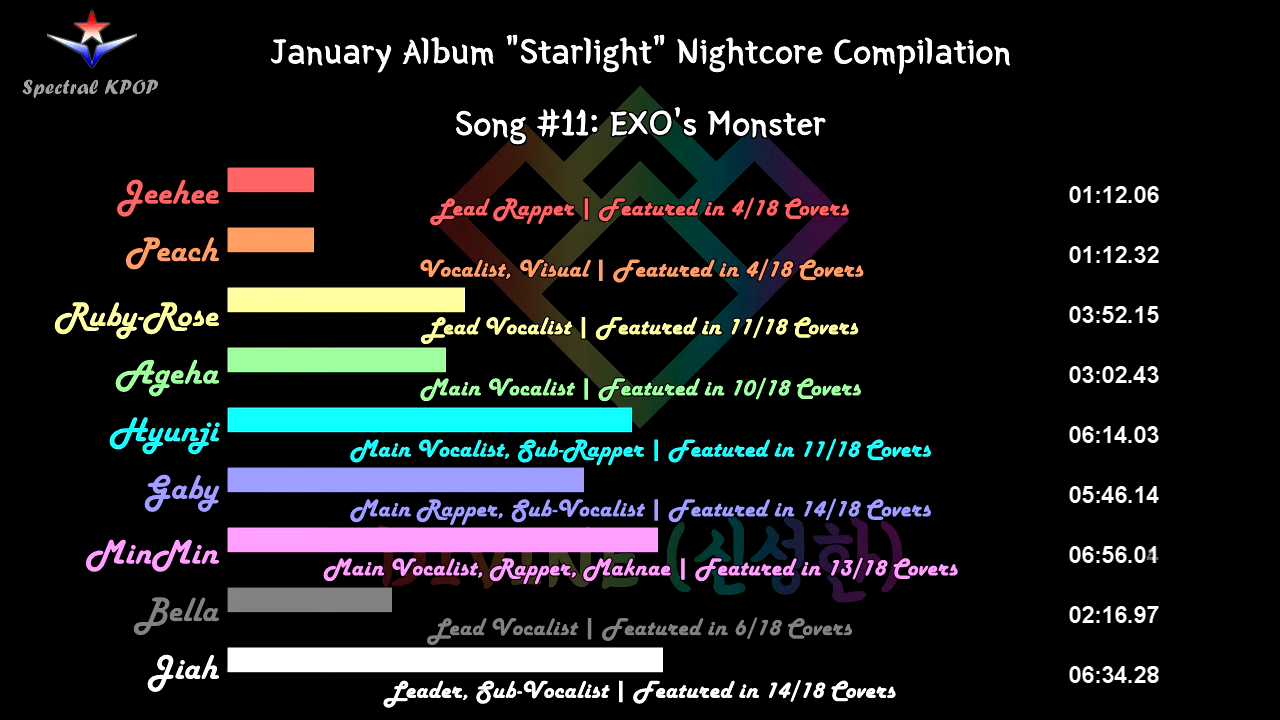 Spectral KPOP
January Album "Starlight" Nightcore Compilation
Song #11: EXO's Monster
Jeehee
Lead Rapper | Featured in 4/18 Covers
01:12.06
Peach
Vocalist, Visual | Featured in 4/18 Covers
01:12.32
Ruby-Rose
Lead Vocalist | Featured in 11/18 Covers
03:52.15
Ageha
Main Vocalist | Featured in 10/18 Covers
03:02.43
Hyunji
Main Vocalist, Sub-Rapper | Featured in 11/18 Covers
06:14.03
Gaby
Main Rapper, Sub-Vocalist | Featured in 14/18 Covers
05:46.14
DIVINE (신성한)
MinMin
Main Vocalist, Rapper, Maknae | Featured in 13/18 Covers
06:56.04
Bella
Lead Vocalist | Featured in 6/18 Covers
02:16.97
Jiah
Leader, Sub-Vocalist | Featured in 14/18 Covers
06:34.28